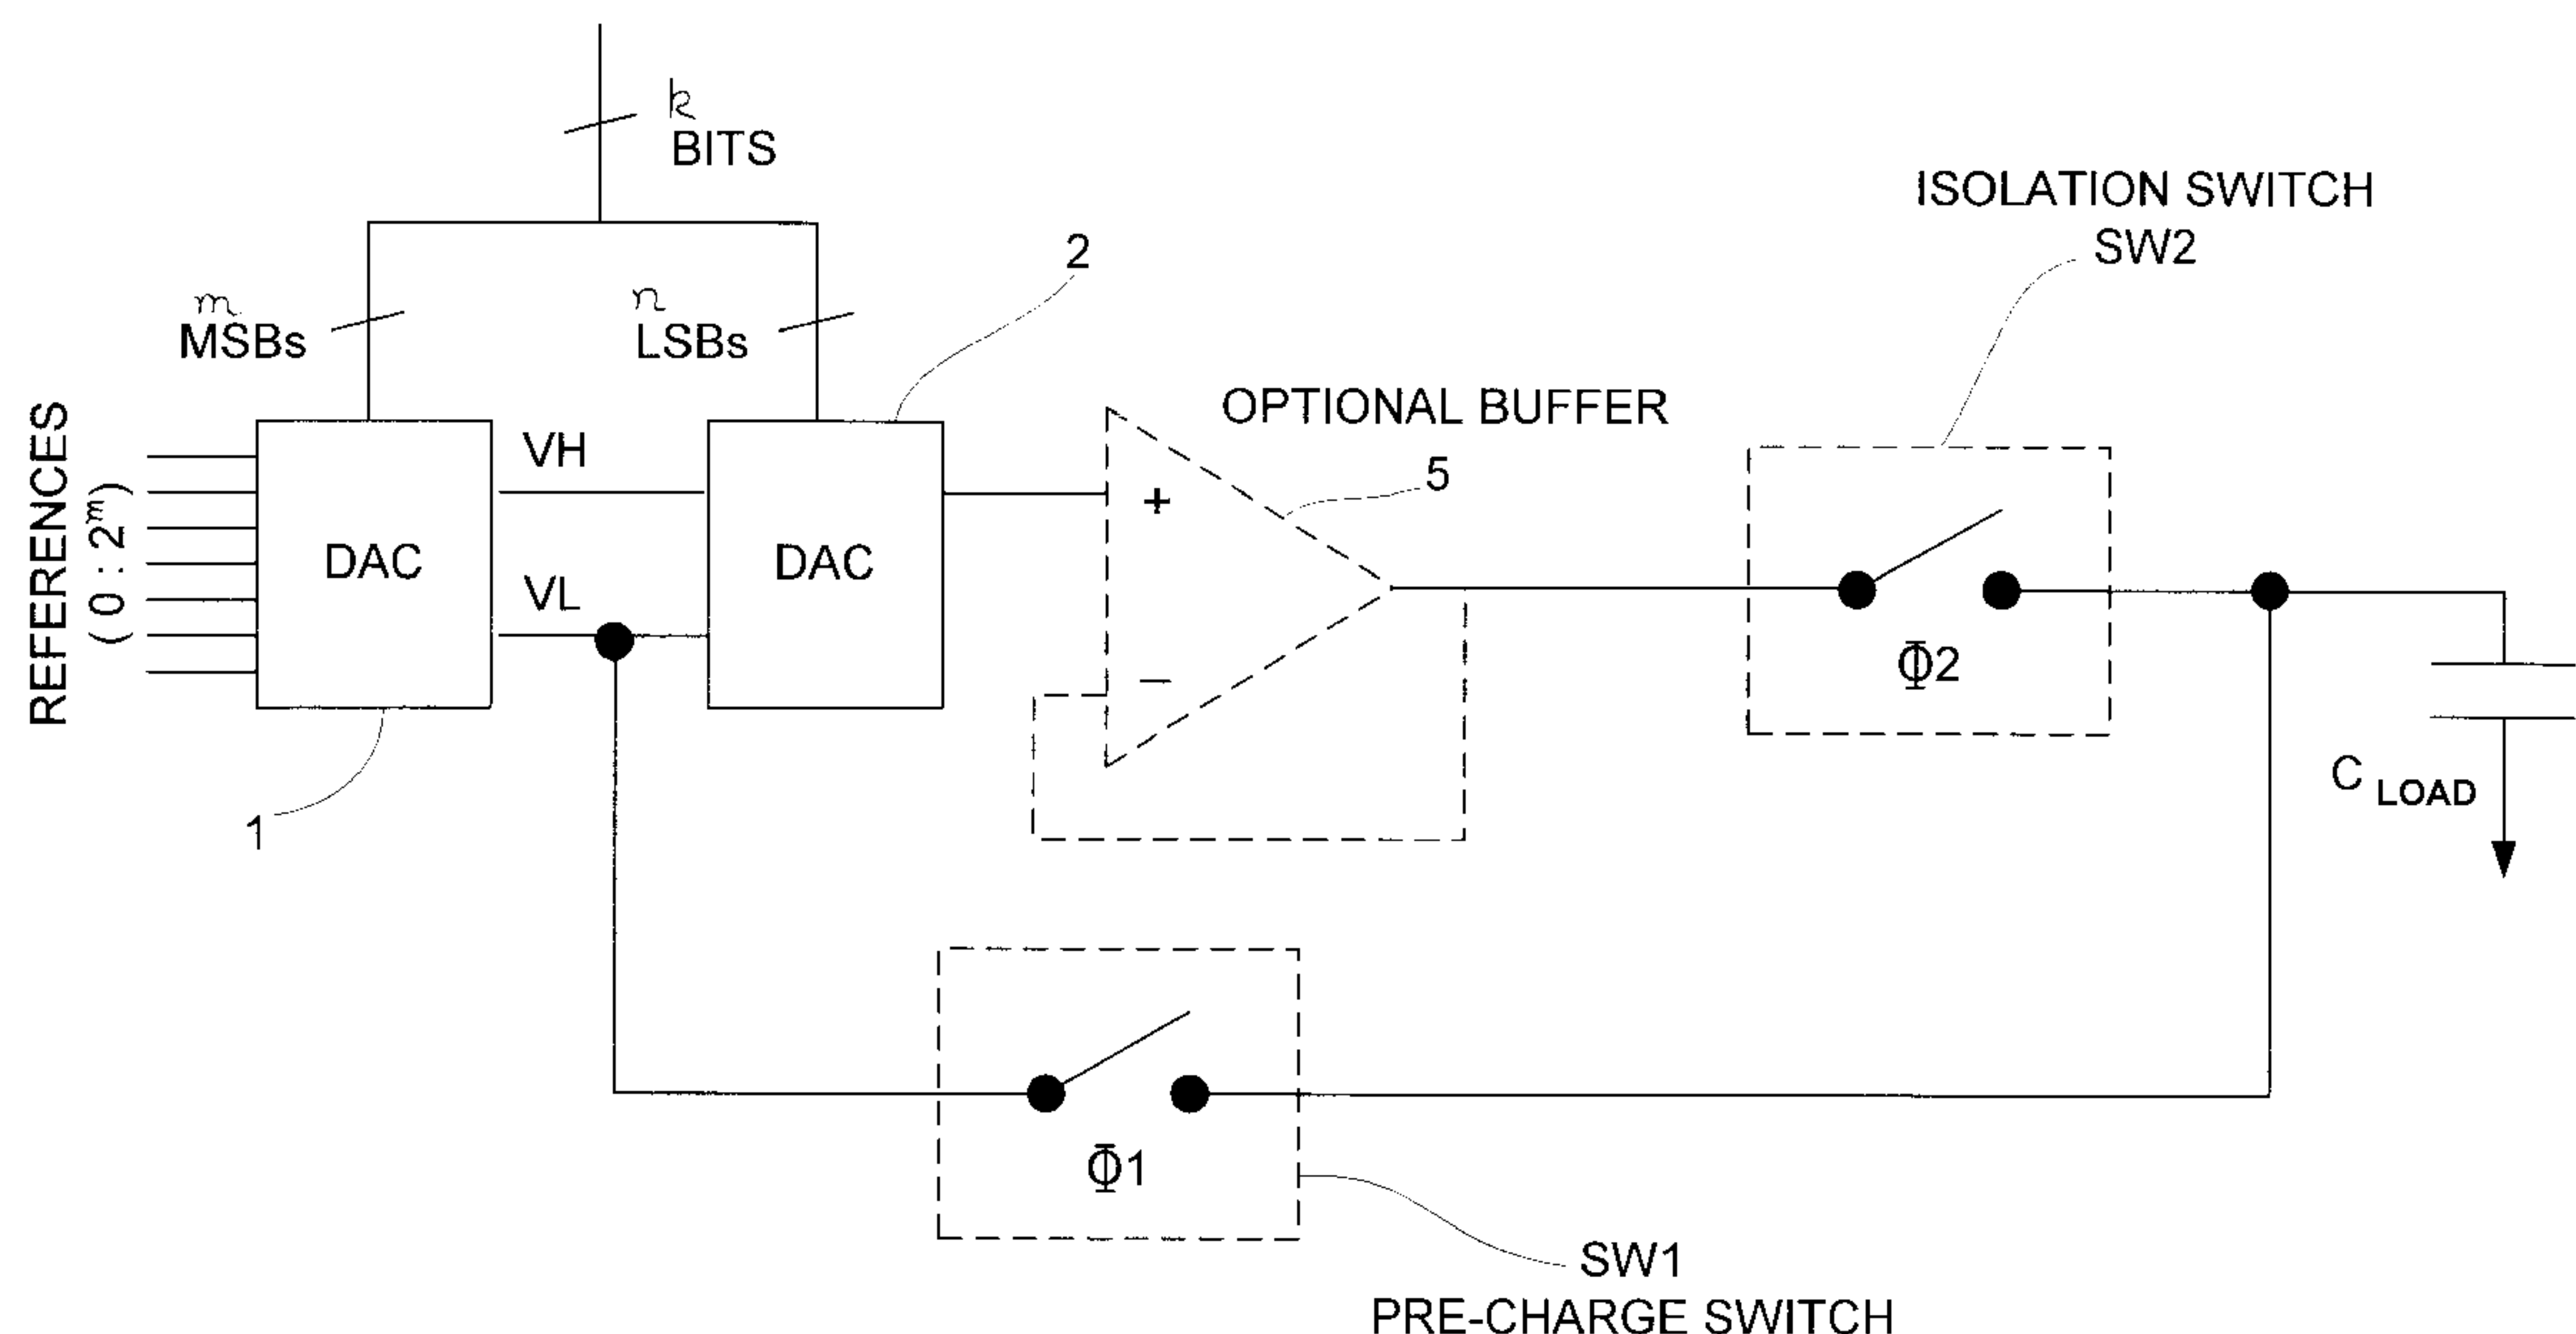 k
BITS
ISOLATION SWITCH
SW2
2
m
MSBs
n
LSBs
OPTIONAL BUFFER
5
REFERENCES
( 0 : 2^m )
VH
DAC
DAC
VL
+
−
Φ2
C LOAD
1
Φ1
SW1
PRE-CHARGE SWITCH